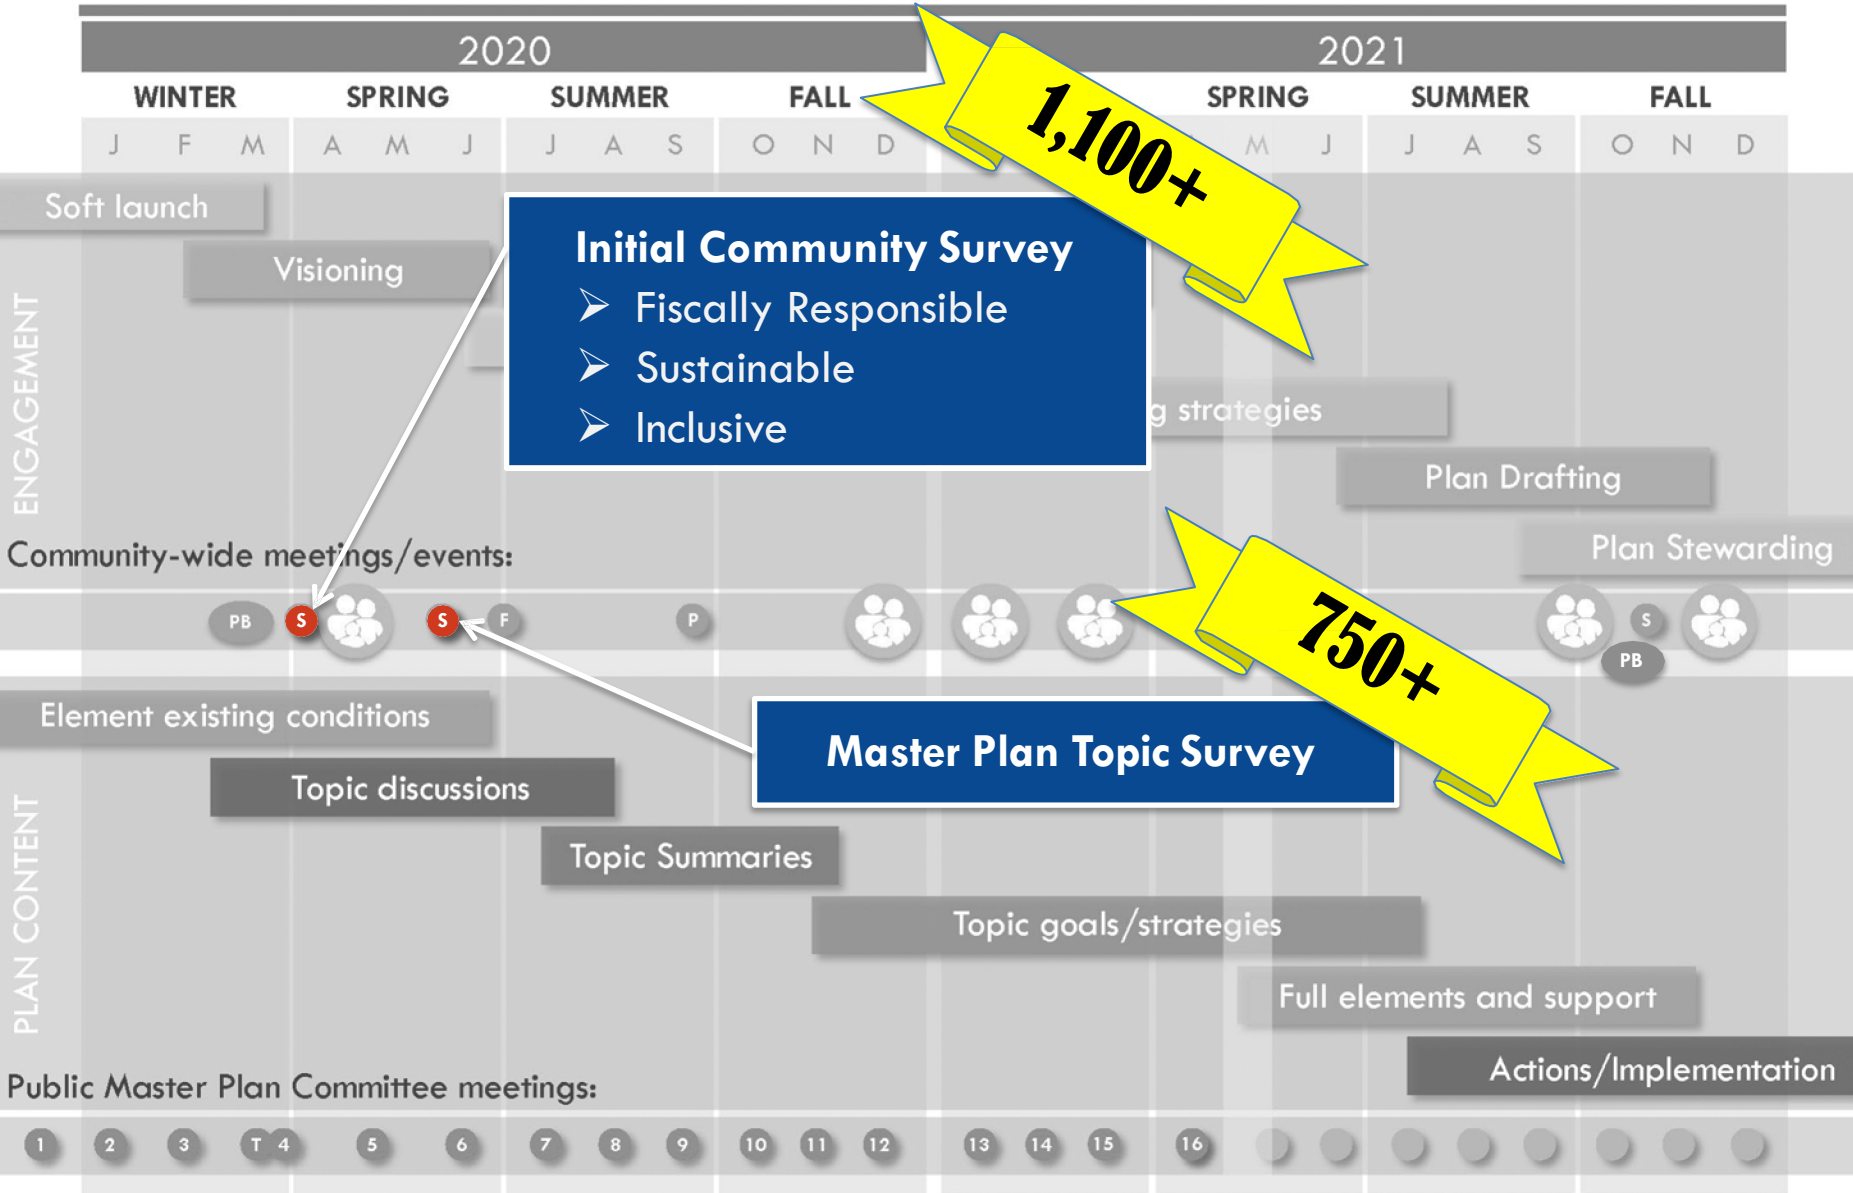 2020
2021
WINTER SPRING SUMMER FALL SPRING SUMMER FALL
J F M A M J J A S O N D M J J A S O N D
1,100+
Soft launch
Visioning
Initial Community Survey
Fiscally Responsible
Sustainable
Inclusive
ENGAGEMENT
g strategies
Plan Drafting
Plan Stewarding
Community-wide meetings/events:
PB S S F P S
PB
750+
Element existing conditions
Master Plan Topic Survey
Topic discussions
Topic Summaries
PLAN CONTENT
Topic goals/strategies
Full elements and support
Actions/Implementation
Public Master Plan Committee meetings:
1 2 3 T 4 5 6 7 8 9 10 11 12 13 14 15 16